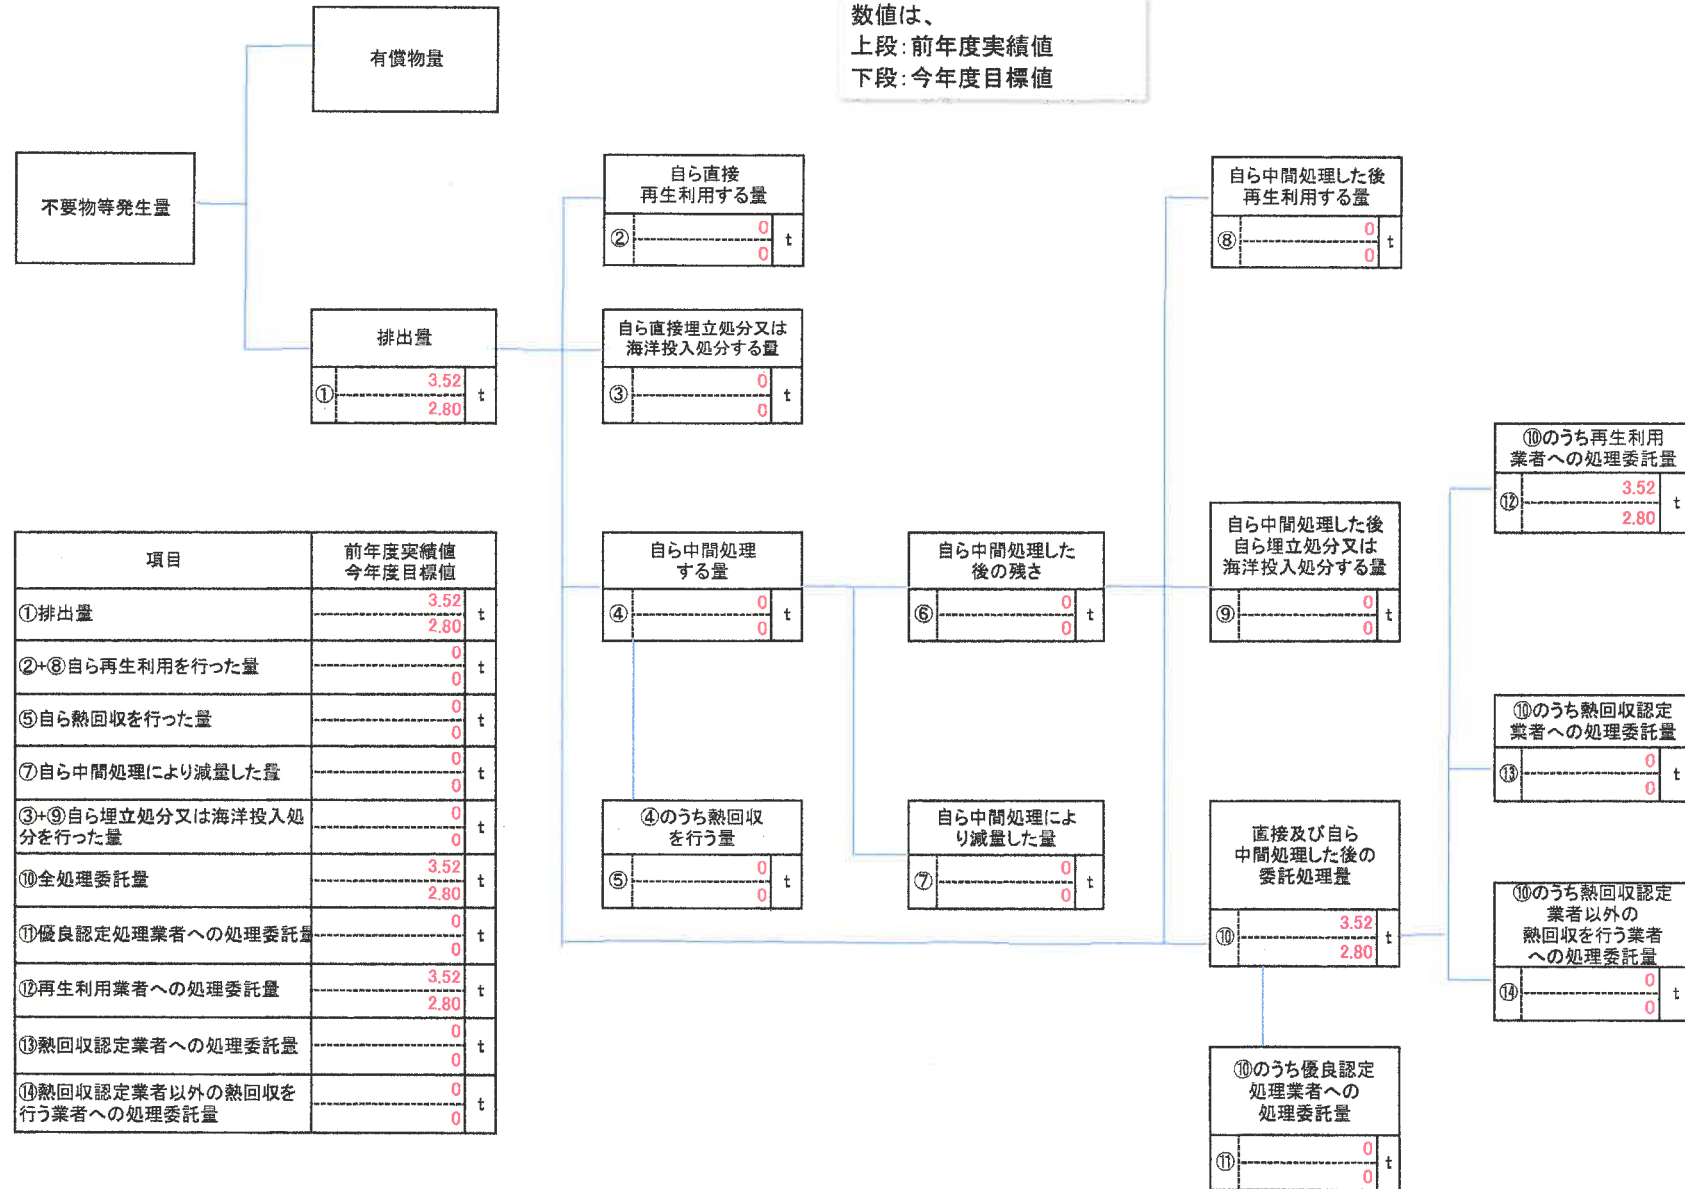 数値は、
上段:前年度実績値
下段:今年度目標値
有償物量
不要物等発生量
排出量
① 3.52 t
2.80
自ら直接
再生利用する量
② 0 t
0
自ら直接埋立処分又は
海洋投入処分する量
③ 0 t
0
自ら中間処理
する量
④ 0 t
0
④のうち熱回収
を行う量
⑤ 0 t
0
自ら中間処理した
後の残さ
⑥ 0 t
0
自ら中間処理によ
り減量した量
⑦ 0 t
0
自ら中間処理した後
再生利用する量
⑧ 0 t
0
自ら中間処理した後
自ら埋立処分又は
海洋投入処分する量
⑨ 0 t
0
直接及び自ら
中間処理した後の
委託処理量
⑩ 3.52 t
2.80
⑩のうち優良認定
処理業者への
処理委託量
⑪ 0 t
0
⑩のうち再生利用
業者への処理委託量
⑫ 3.52 t
2.80
⑩のうち熱回収認定
業者への処理委託量
⑬ 0 t
0
⑩のうち熱回収認定
業者以外の
熱回収を行う業者
への処理委託量
⑭ 0 t
0
項目 前年度実績値
今年度目標値
①排出量 3.52 t
2.80
②+⑧自ら再生利用を行った量 0 t
0
⑤自ら熱回収を行った量 0 t
0
⑦自ら中間処理により減量した量 0 t
0
③+⑨自ら埋立処分又は海洋投入処 0 t
分を行った量 0
⑩全処理委託量 3.52 t
2.80
⑪優良認定処理業者への処理委託量 0 t
0
⑫再生利用業者への処理委託量 3.52 t
2.80
⑬熱回収認定業者への処理委託量 0 t
0
⑭熱回収認定業者以外の熱回収を 0 t
行う業者への処理委託量 0